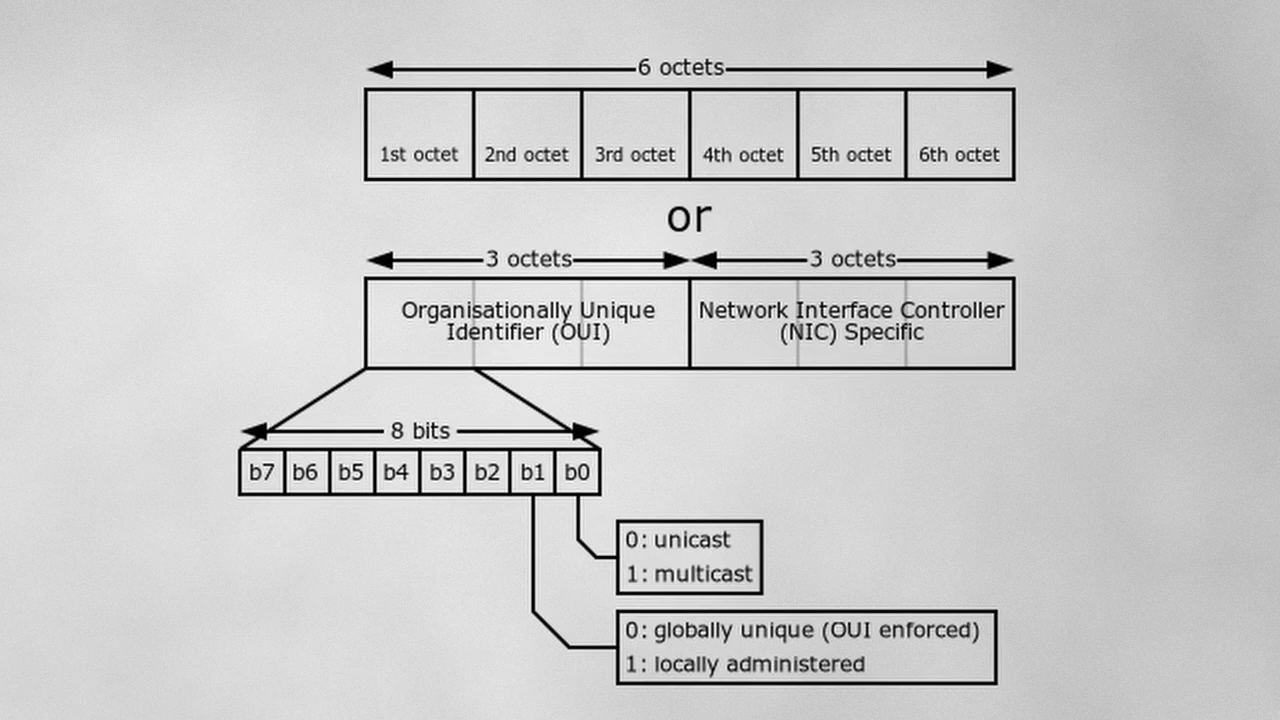 6 octets
1st octet 2nd octet 3rd octet 4th octet 5th octet 6th octet
or
3 octets 3 octets
Organisationally Unique
Identifier (OUI)
Network Interface Controller
(NIC) Specific
8 bits
b7 b6 b5 b4 b3 b2 b1 b0
0: unicast
1: multicast
0: globally unique (OUI enforced)
1: locally administered